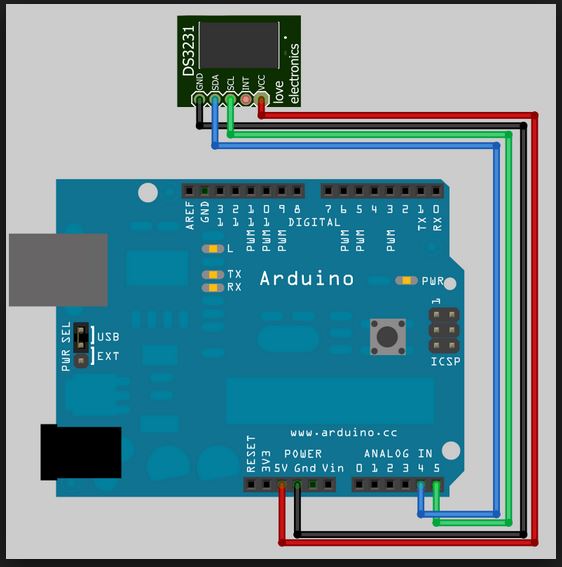 DS3231
GND SDA SCL INT VCC
love
electronics
AREF GND 13 12 11 10 9 8 7 6 5 4 3 2 1 0
PWM PWM PWM DIGITAL PWM PWM PWM TX RX
L
TX
RX
Arduino
PWR
1
ICSP
PWR SEL
USB
EXT
www.arduino.cc
POWER ANALOG IN
RESET 3V3 5V Gnd Vin 0 1 2 3 4 5